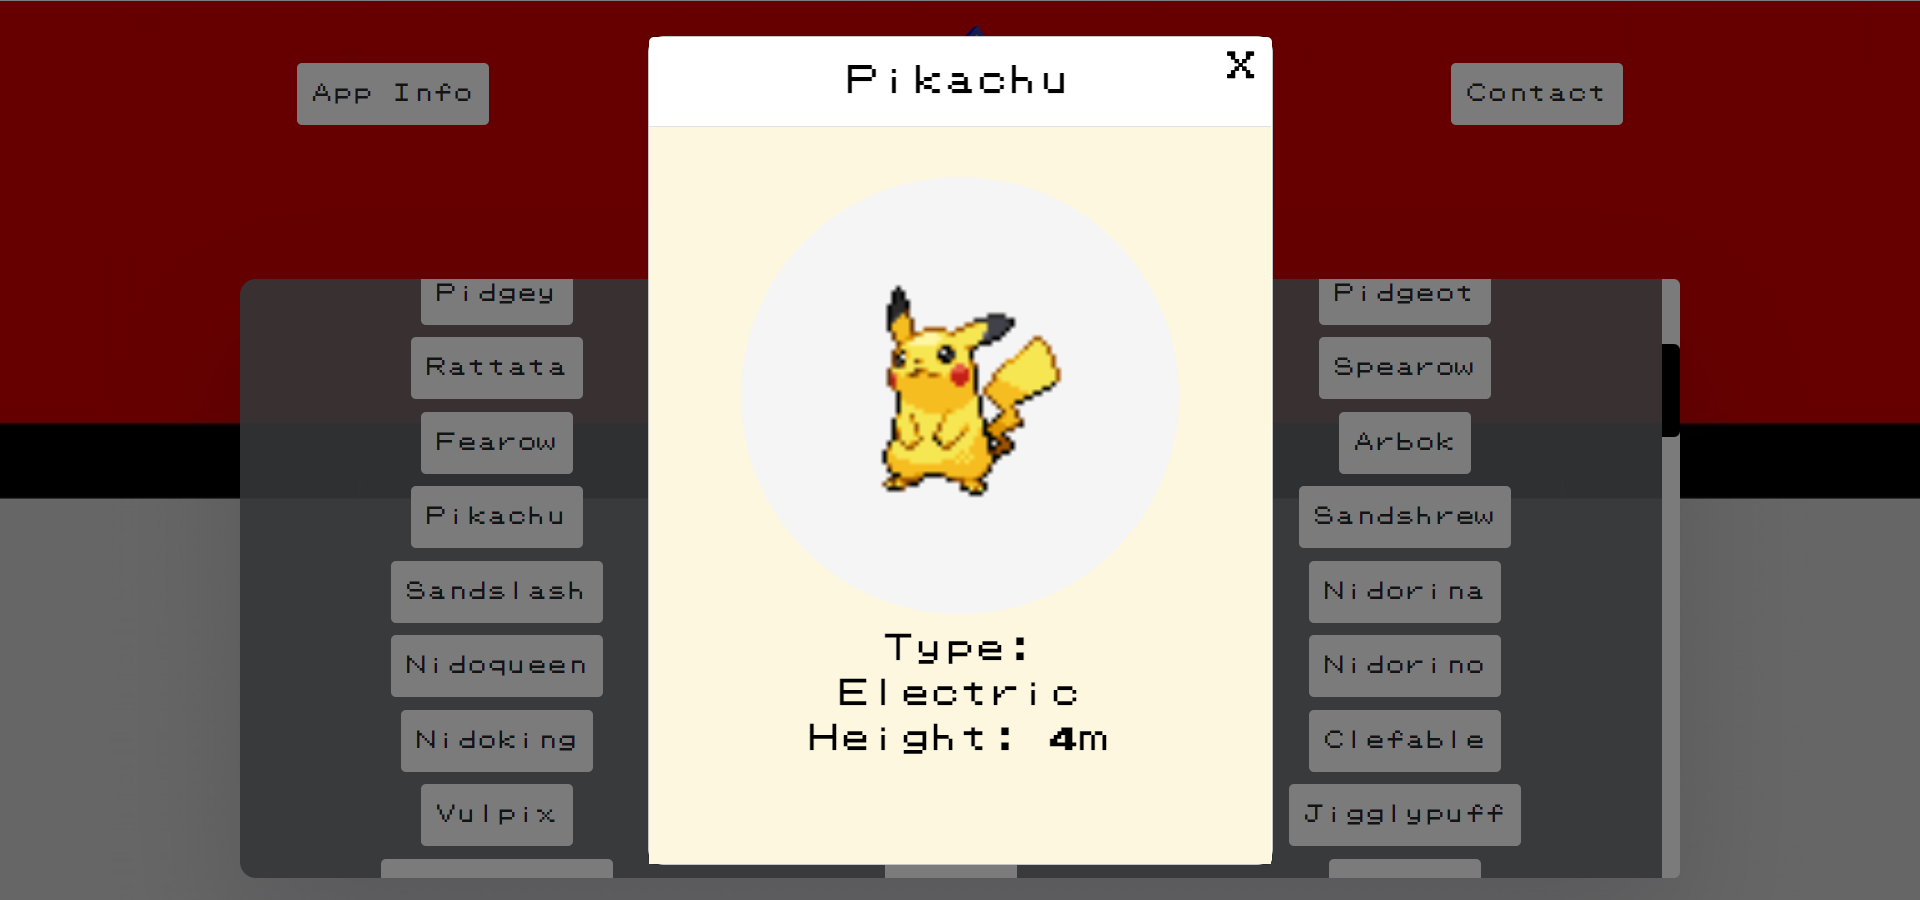 App Info
Pikachu
X
Contact
Pidgey
Pidgeot
Rattata
Spearow
Fearow
Arbok
Pikachu
Sandshrew
Sandslash
Nidorina
Nidoqueen
Nidorino
Nidoking
Clefable
Vulpix
Jigglypuff
Type:
Electric
Height: 4m